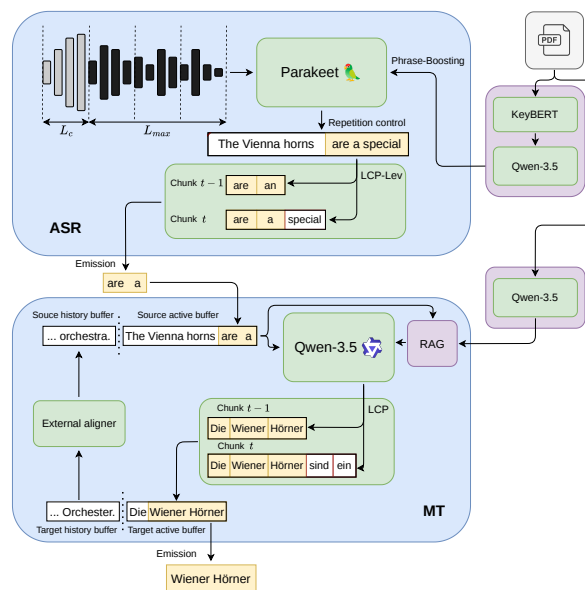 PDF
Parakeet
Phrase-Boosting
KeyBERT
Qwen-3.5
L_c
L_max
Repetition control
The Vienna horns are a special
LCP-Lev
Chunk t − 1
are an
Chunk t
are a special
ASR
Emission
are a
Souce history buffer
Source active buffer
... orchestra.
The Vienna horns are a
Qwen-3.5
RAG
Qwen-3.5
External aligner
LCP
Chunk t − 1
Die Wiener Hörner
Chunk t
Die Wiener Hörner sind ein
... Orchester.
Die Wiener Hörner
Target history buffer
Target active buffer
MT
Emission
Wiener Hörner